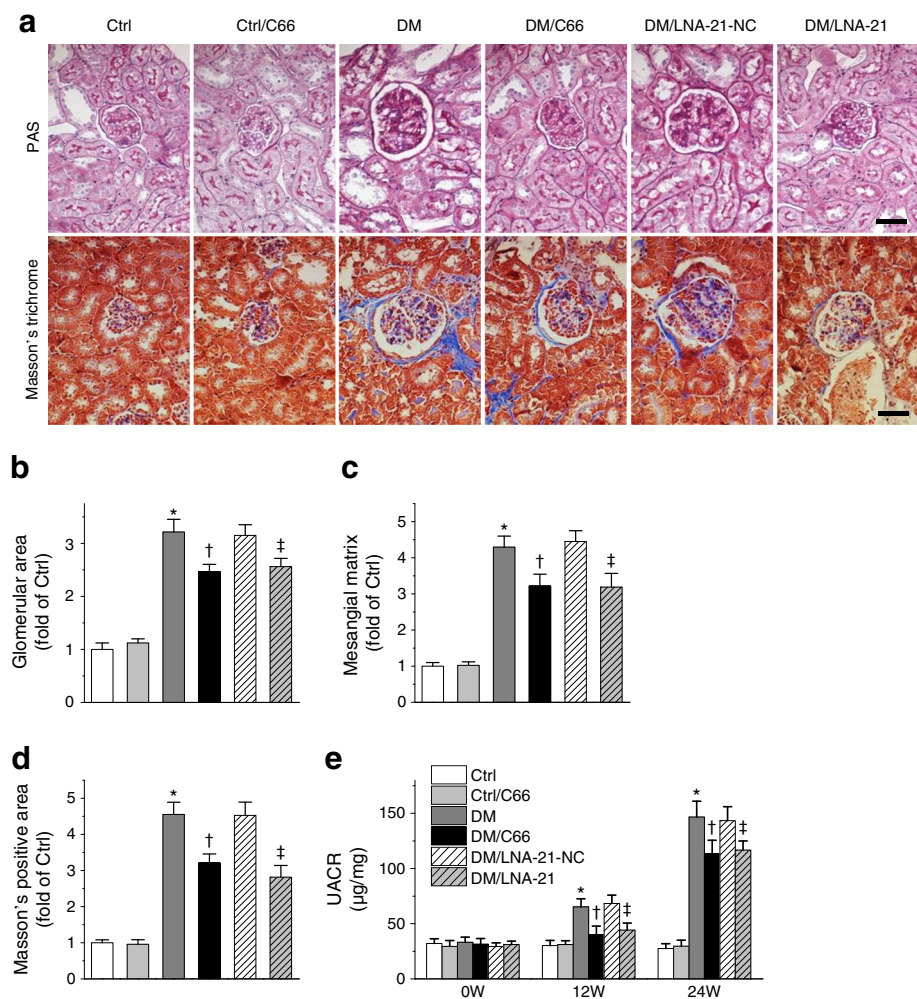 a
Ctrl Ctrl/C66 DM DM/C66 DM/LNA-21-NC DM/LNA-21
PAS
Masson's trichrome
b
Glomerular area
(fold of Ctrl)
3
2
1
0
*
†
‡
c
Mesangial matrix
(fold of Ctrl)
5
4
3
2
1
0
*
†
‡
d
Masson's positive area
(fold of Ctrl)
5
4
3
2
1
0
*
†
‡
e
Ctrl
Ctrl/C66
DM
DM/C66
DM/LNA-21-NC
DM/LNA-21
UACR
(µg/mg)
150
100
50
0
*
†
‡
*
†
‡
0W 12W 24W